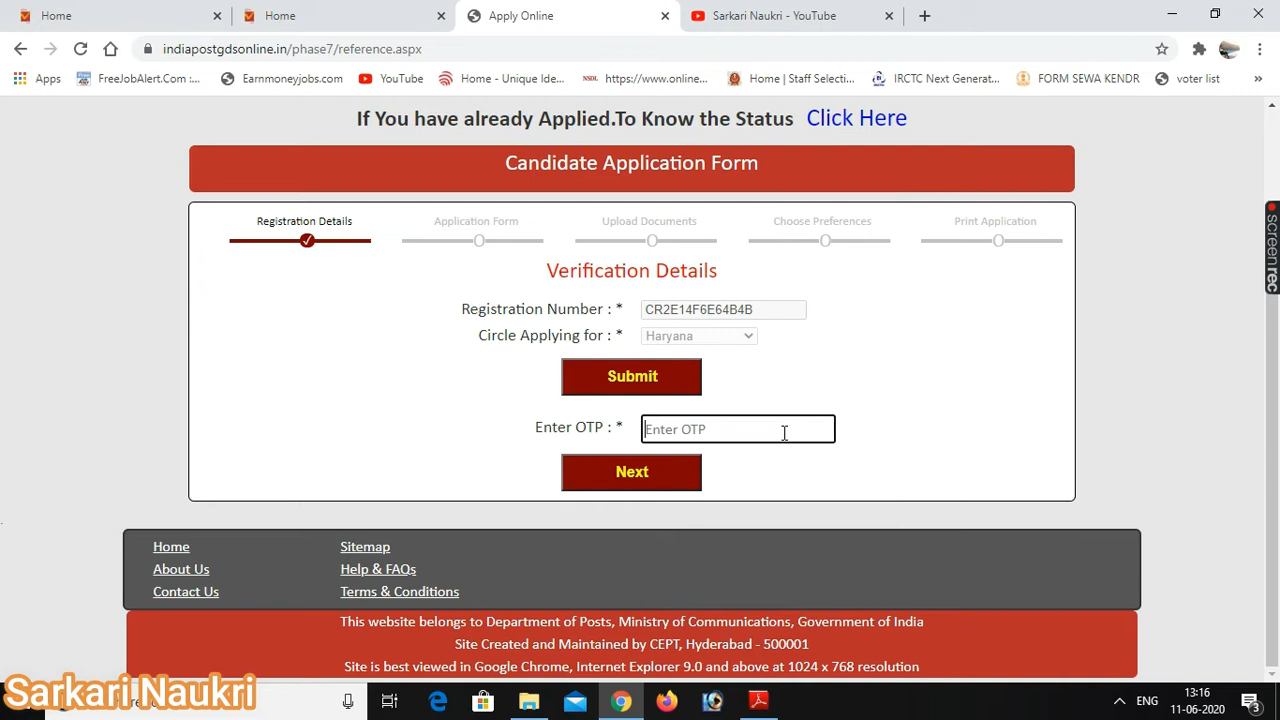 Home
Home
Apply Online
Sarkari Naukri - YouTube
indiapostgdsonline.in/phase7/reference.aspx
Apps
FreeJobAlert.Com :...
Earnmoneyjobs.com
YouTube
Home - Unique Ide...
NSDL https://www.online...
Home | Staff Selecti...
IRCTC Next Generat...
FORM SEWA KENDR
voter list
»
If You have already Applied.To Know the Status Click Here
Candidate Application Form
Registration Details
Application Form
Upload Documents
Choose Preferences
Print Application
Verification Details
Registration Number : * CR2E14F6E64B4B
Circle Applying for : * Haryana
Submit
Enter OTP : * Enter OTP
Next
Home
Sitemap
About Us
Help & FAQs
Contact Us
Terms & Conditions
This website belongs to Department of Posts, Ministry of Communications, Government of India
Site Created and Maintained by CEPT, Hyderabad - 500001
Site is best viewed in Google Chrome, Internet Explorer 9.0 and above at 1024 x 768 resolution
screenrec
Sarkari Naukri
ENG
13:16
11-06-2020
3